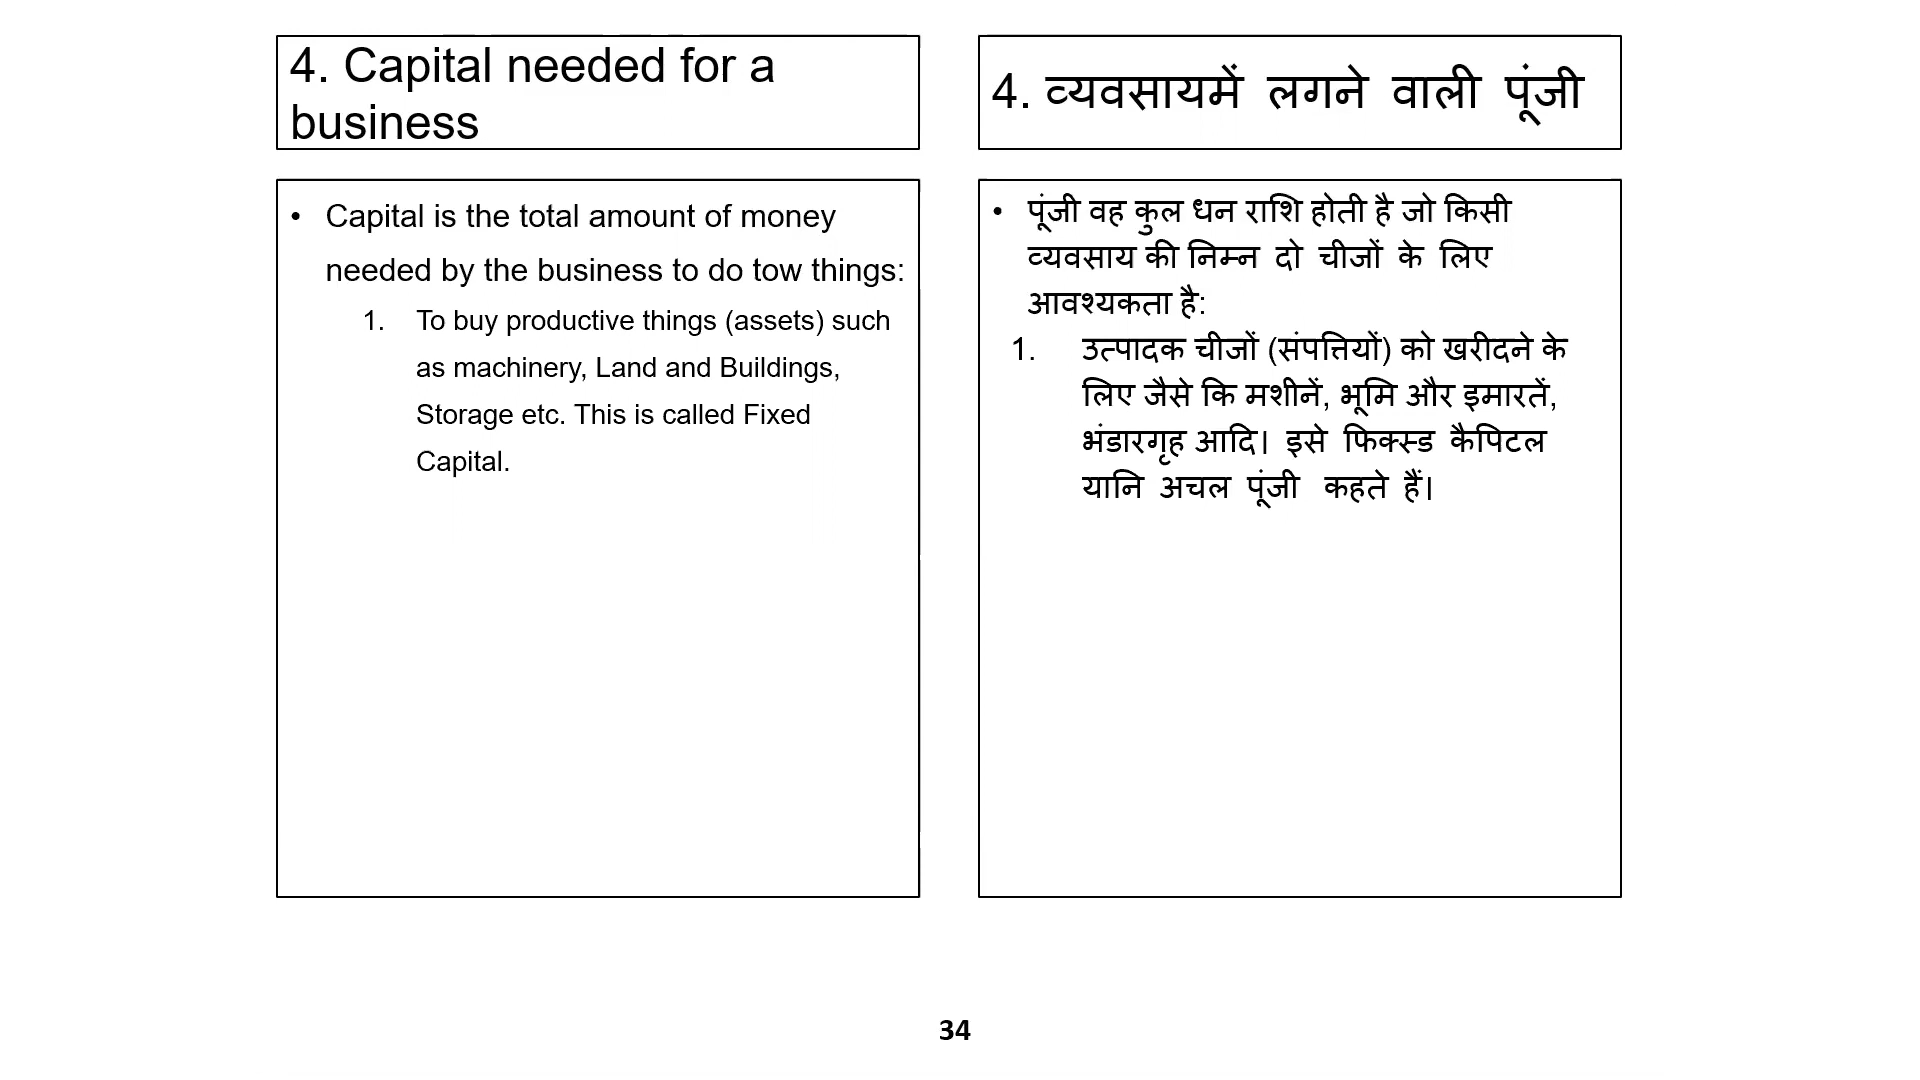 4. Capital needed for a
business
• Capital is the total amount of money
needed by the business to do tow things:
1. To buy productive things (assets) such
as machinery, Land and Buildings,
Storage etc. This is called Fixed
Capital.
4. व्यवसायमें लगने वाली पूंजी
• पूंजी वह कुल धन राशि होती है जो किसी
व्यवसाय की निम्न दो चीजों के लिए
आवश्यकता है:
1. उत्पादक चीजों (संपत्तियों) को खरीदने के
लिए जैसे कि मशीनें, भूमि और इमारतें,
भंडारगृह आदि। इसे फिक्स्ड कैपिटल
यानि अचल पूंजी कहते हैं।
34